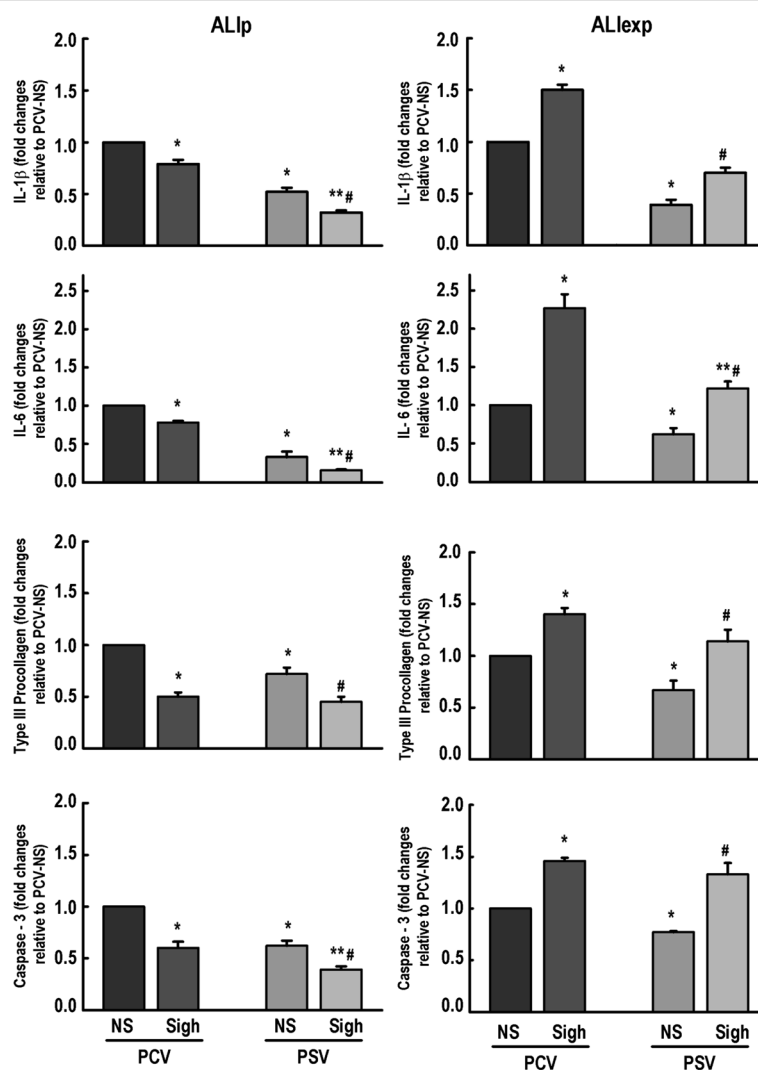 ALIp
ALIexp
IL-1β (fold changes
relative to PCV-NS)
2.0
1.0
0.5
0.0
*
*
**#
IL-1β (fold changes
relative to PCV-NS)
2.0
1.5
1.0
0.5
0.0
*
*
#
IL-6 (fold changes
relative to PCV-NS)
2.5
2.0
1.5
1.0
0.5
0.0
*
*
**#
IL- 6 (fold changes
relative to PCV-NS)
2.5
2.0
1.5
1.0
0.5
0.0
*
*
**#
Type III Procollagen (fold changes
relative to PCV-NS)
2.0
1.5
1.0
0.5
0.0
*
*
#
Type III Procollagen (fold changes
relative to PCV-NS)
2.0
1.5
1.0
0.5
0.0
*
*
#
Caspase - 3 (fold changes
relative to PCV-NS)
2.0
1.5
1.0
0.5
0.0
*
*
**#
Caspase - 3 (fold changes
relative to PCV-NS)
2.0
1.5
1.0
0.5
0.0
*
*
#
NS Sigh NS Sigh
PCV PSV
NS Sigh NS Sigh
PCV PSV